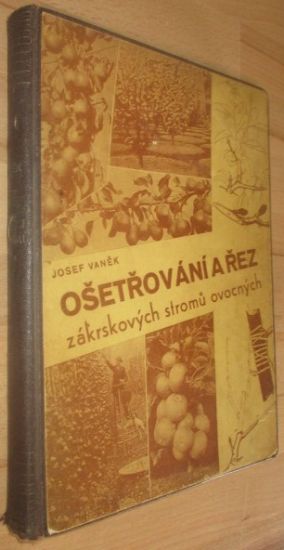 JOSEF VANĚK
OŠETŘOVÁNÍ A ŘEZ
zákrskových stromů ovocných